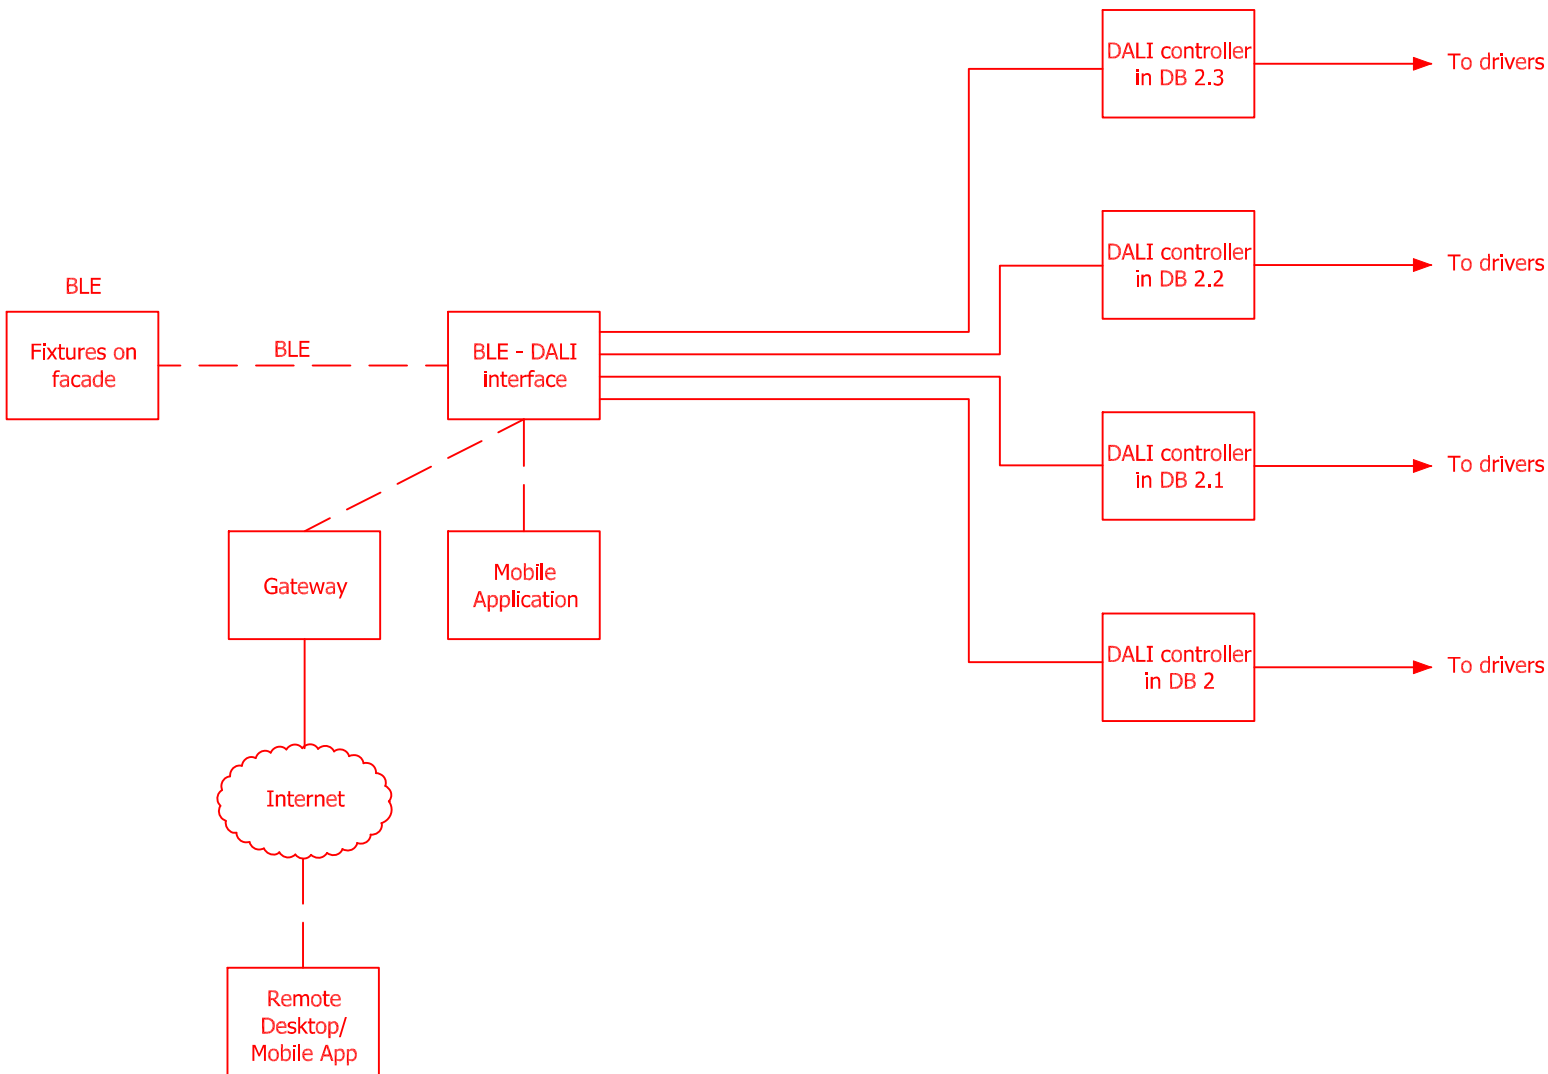 DALI controller
in DB 2.3
To drivers
DALI controller
in DB 2.2
To drivers
BLE
Fixtures on
facade
BLE
BLE - DALI
interface
DALI controller
in DB 2.1
To drivers
Gateway
Mobile
Application
DALI controller
in DB 2
To drivers
Internet
Remote
Desktop/
Mobile App